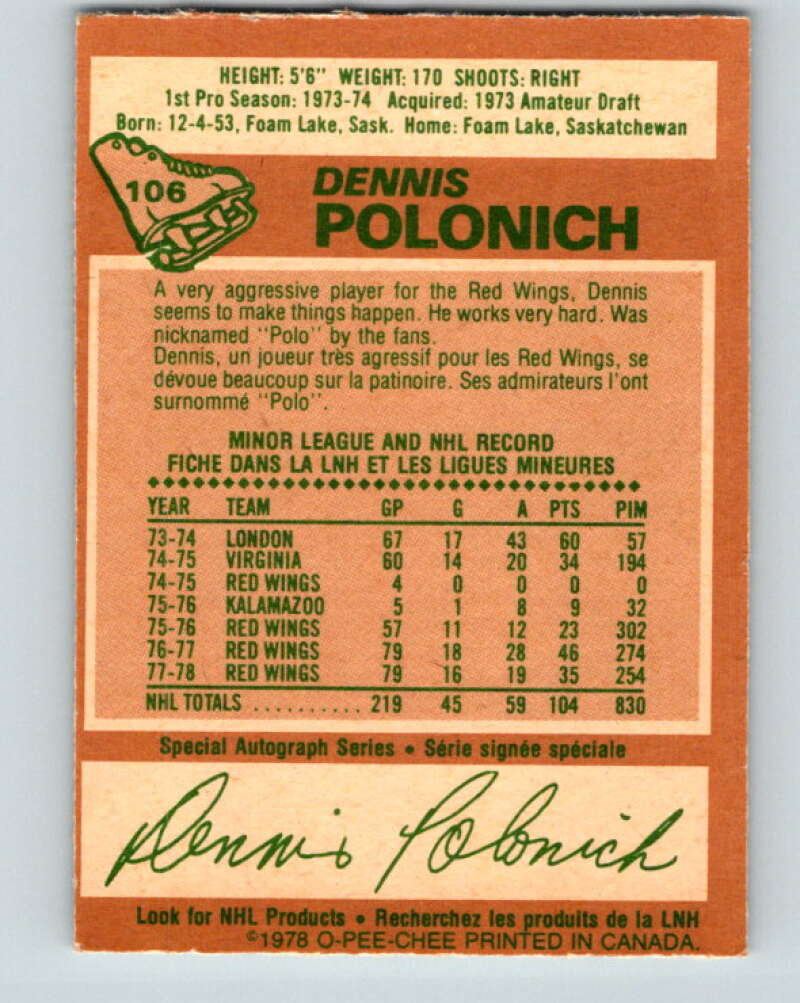 HEIGHT: 5'6" WEIGHT: 170 SHOOTS: RIGHT
1st Pro Season: 1973-74 Acquired: 1973 Amateur Draft
Born: 12-4-53, Foam Lake, Sask. Home: Foam Lake, Saskatchewan
106
DENNIS
POLONICH
A very aggressive player for the Red Wings, Dennis
seems to make things happen. He works very hard. Was
nicknamed "Polo" by the fans.
Dennis, un joueur très agressif pour les Red Wings, se
dévoue beaucoup sur la patinoire. Ses admirateurs l'ont
surnommé "Polo".
MINOR LEAGUE AND NHL RECORD
FICHE DANS LA LNH ET LES LIGUES MINEURES
YEAR TEAM GP G A PTS PIM
73-74 LONDON 67 17 43 60 57
74-75 VIRGINIA 60 14 20 34 194
74-75 RED WINGS 4 0 0 0 0
75-76 KALAMAZOO 5 1 8 9 32
75-76 RED WINGS 57 11 12 23 302
76-77 RED WINGS 79 18 28 46 274
77-78 RED WINGS 79 16 19 35 254
NHL TOTALS .......... 219 45 59 104 830
Special Autograph Series • Série signée spéciale
Dennis Polonich
Look for NHL Products • Recherchez les produits de la LNH
©1978 O-PEE-CHEE PRINTED IN CANADA.